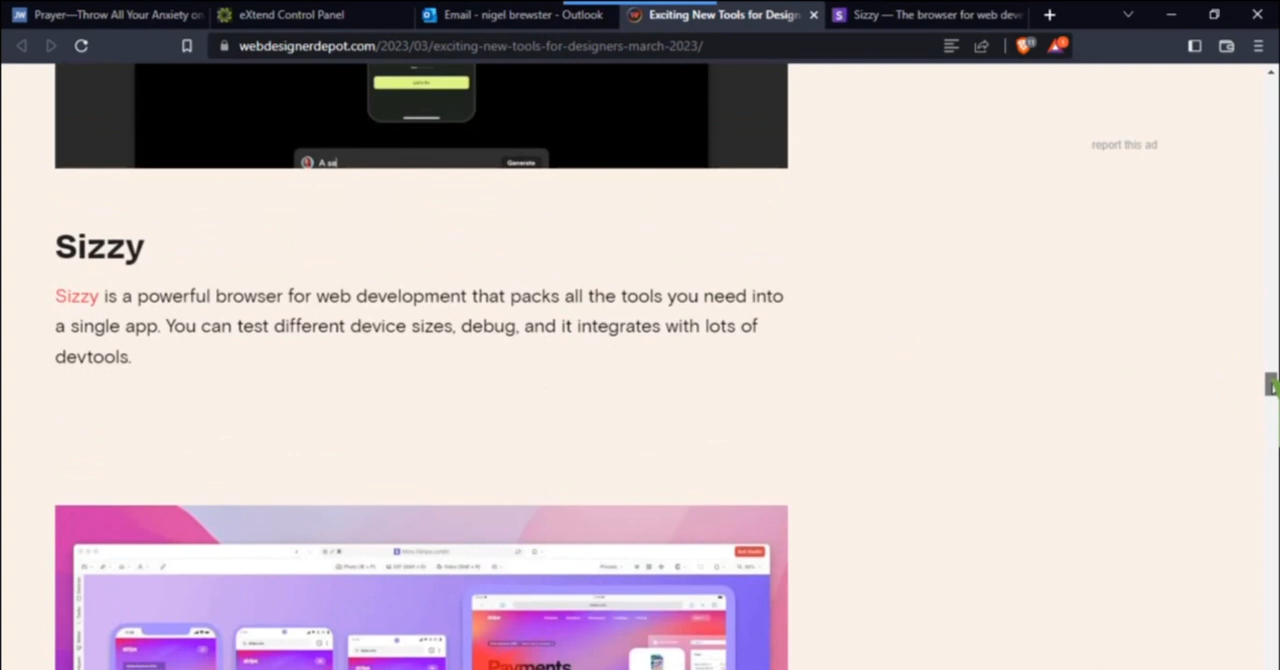 Prayer—Throw All Your Anxiety on
eXtend Control Panel
Email - nigel brewster - Outlook
Exciting New Tools for Design
Sizzy — The browser for web deve
webdesignerdepot.com/2023/03/exciting-new-tools-for-designers-march-2023/
A sa
Generate
report this ad
Sizzy
Sizzy is a powerful browser for web development that packs all the tools you need into
a single app. You can test different device sizes, debug, and it integrates with lots of
devtools.
Payments